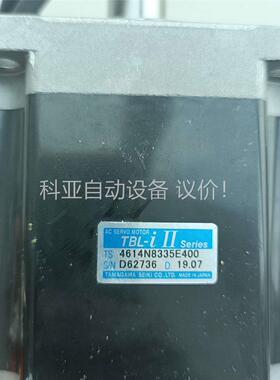 科亚自动设备 议价!
AC SERVO MOTOR
TBL-i II Series
TS 4614N8335E400
S/N D62736 D 19.07
TAMAGAWA SEIKI CO.,LTD. MADE IN JAPAN